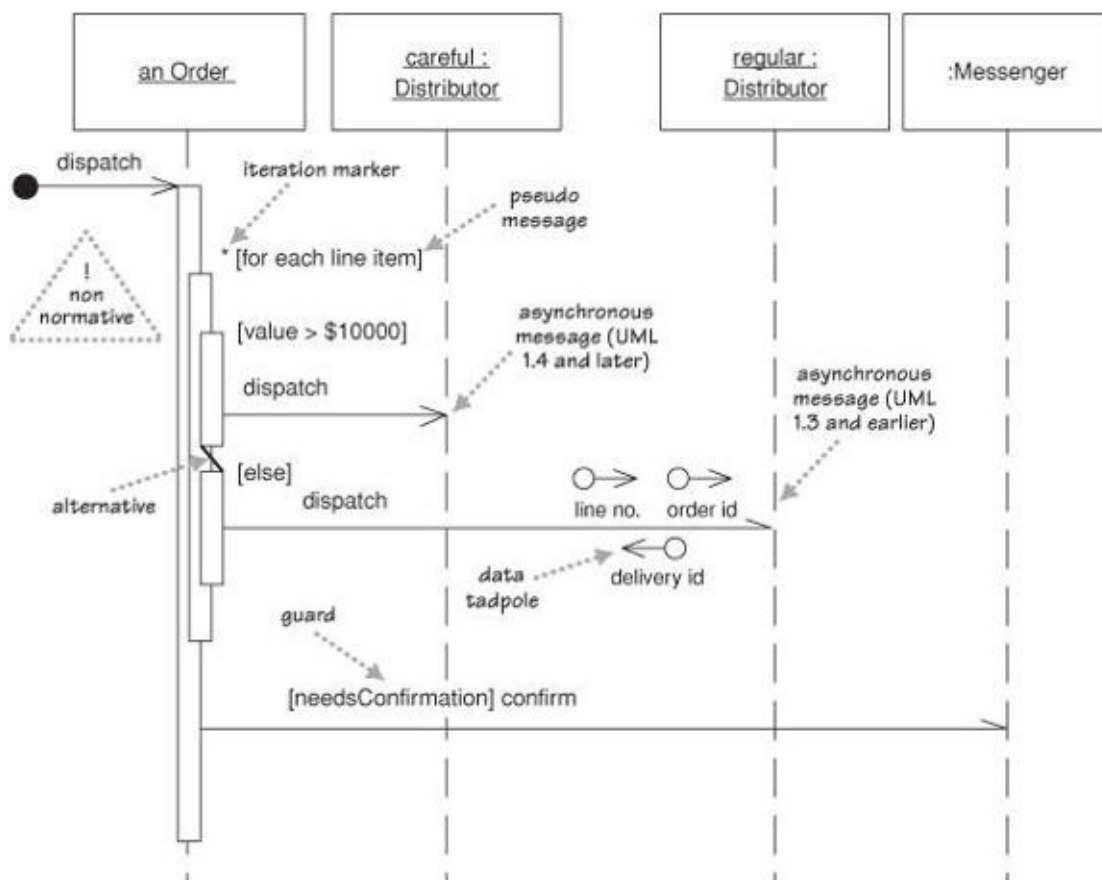 an Order
careful :
Distributor
regular :
Distributor
:Messenger
dispatch
iteration marker
pseudo
message
* [for each line item]
!
non
normative
[value > $10000]
asynchronous
message (UML
1.4 and later)
dispatch
asynchronous
message (UML
1.3 and earlier)
[else]
alternative
dispatch
line no.
order id
data
tadpole
delivery id
guard
[needsConfirmation] confirm